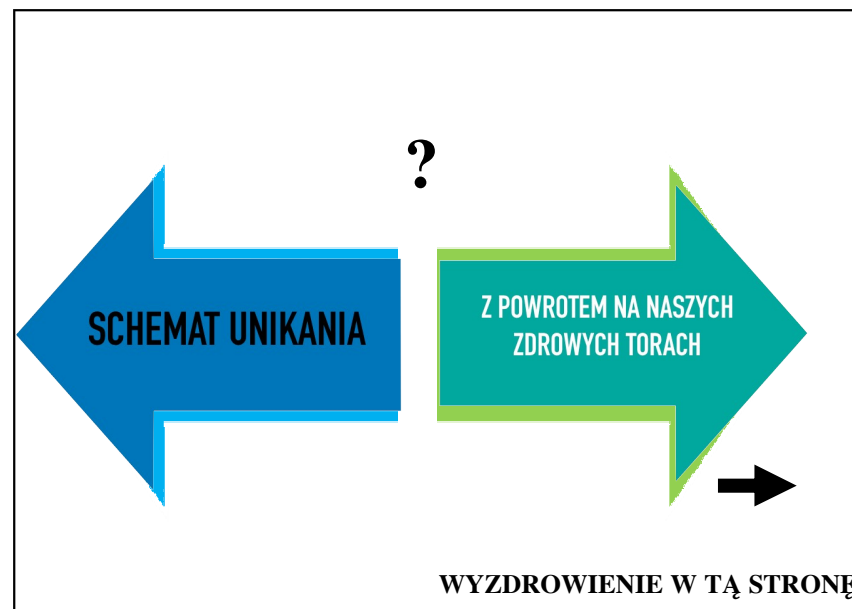 ?
SCHEMAT UNIKANIA
Z POWROTEM NA NASZYCH
ZDROWYCH TORACH
WYZDROWIENIE W TĄ STRONĘ